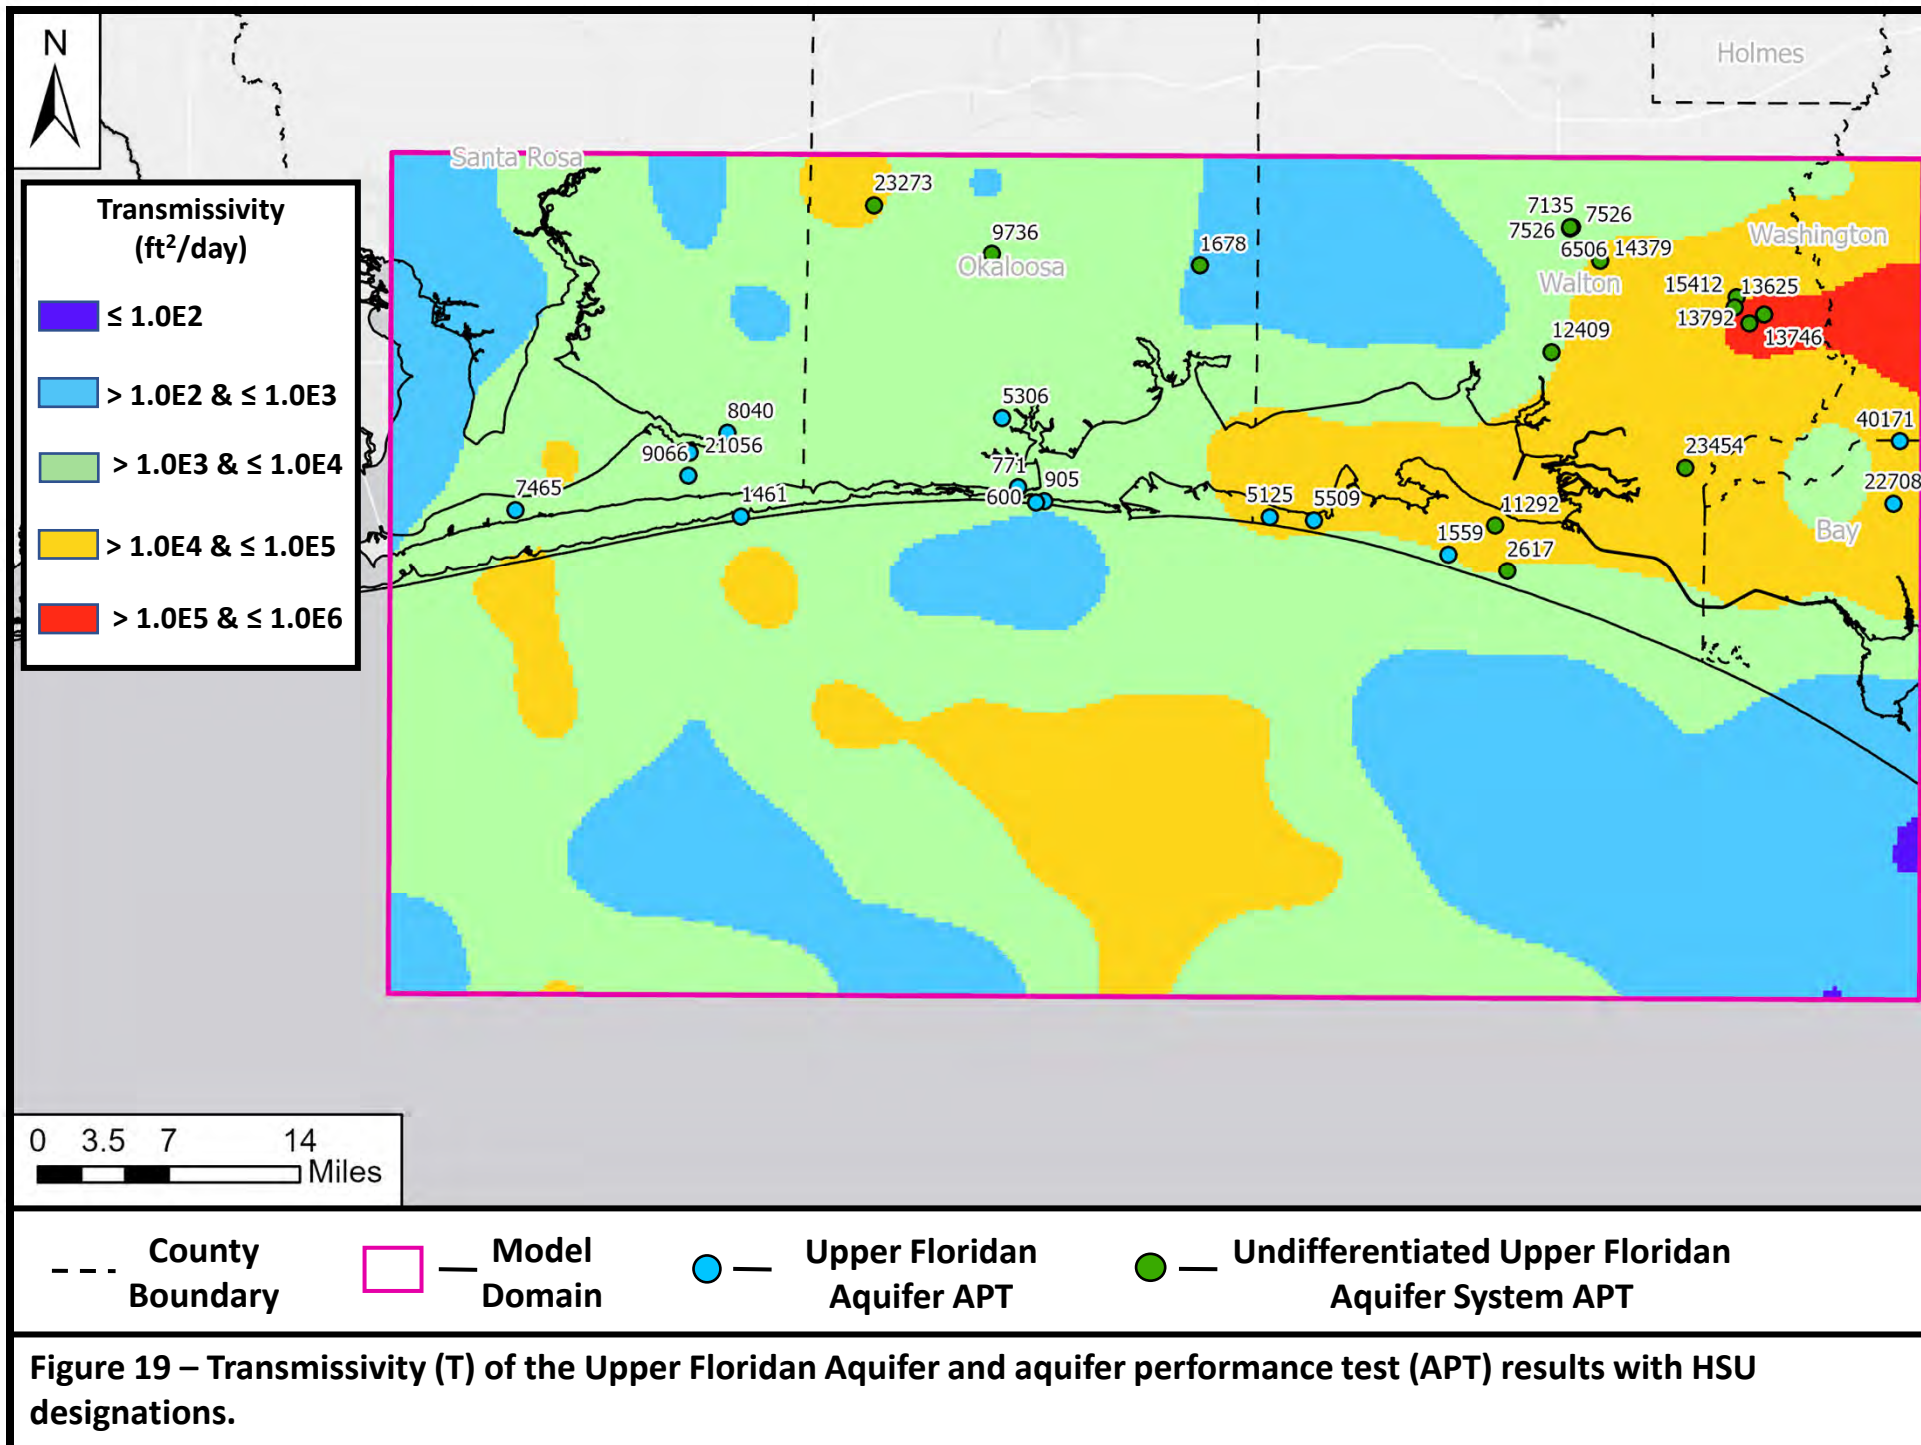 N
Holmes
Santa Rosa
Transmissivity
(ft²/day)
≤ 1.0E2
> 1.0E2 & ≤ 1.0E3
> 1.0E3 & ≤ 1.0E4
> 1.0E4 & ≤ 1.0E5
> 1.0E5 & ≤ 1.0E6
23273
9736
Okaloosa
1678
7135
7526
7526
6506
14379
Washington
Walton
15412
13625
13792
13746
12409
5306
8040
21056
9066
40171
23454
771
905
600
7465
1461
5125
5509
11292
22708
1559
2617
Bay
0 3.5 7 14
Miles
County
Boundary
Model
Domain
Upper Floridan
Aquifer APT
Undifferentiated Upper Floridan
Aquifer System APT
Figure 19 – Transmissivity (T) of the Upper Floridan Aquifer and aquifer performance test (APT) results with HSU
designations.